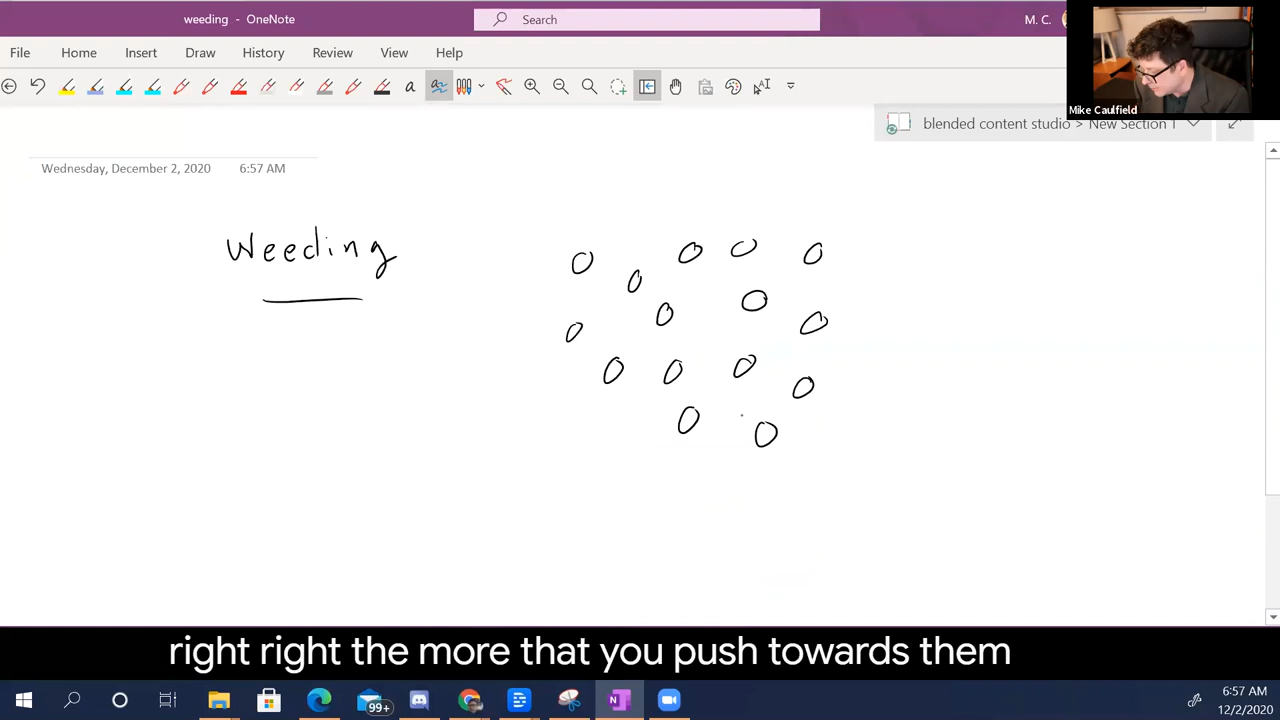 weeding - OneNote
Search
M. C.
File Home Insert Draw History Review View Help
a
Mike Caulfield
blended content studio > New Section 1
Wednesday, December 2, 2020 6:57 AM
Weeding
right right the more that you push towards them
99+
6:57 AM
12/2/2020